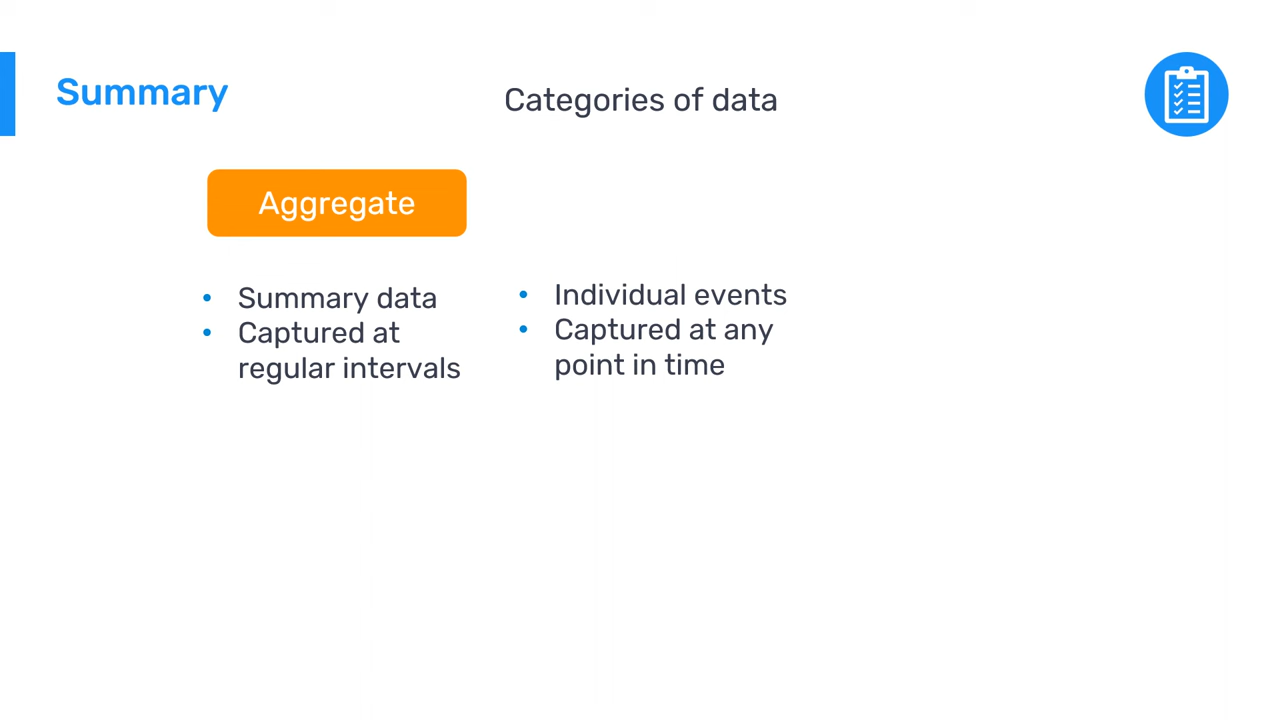 Summary
Categories of data
Aggregate
• Summary data
• Captured at
regular intervals
• Individual events
• Captured at any
point in time